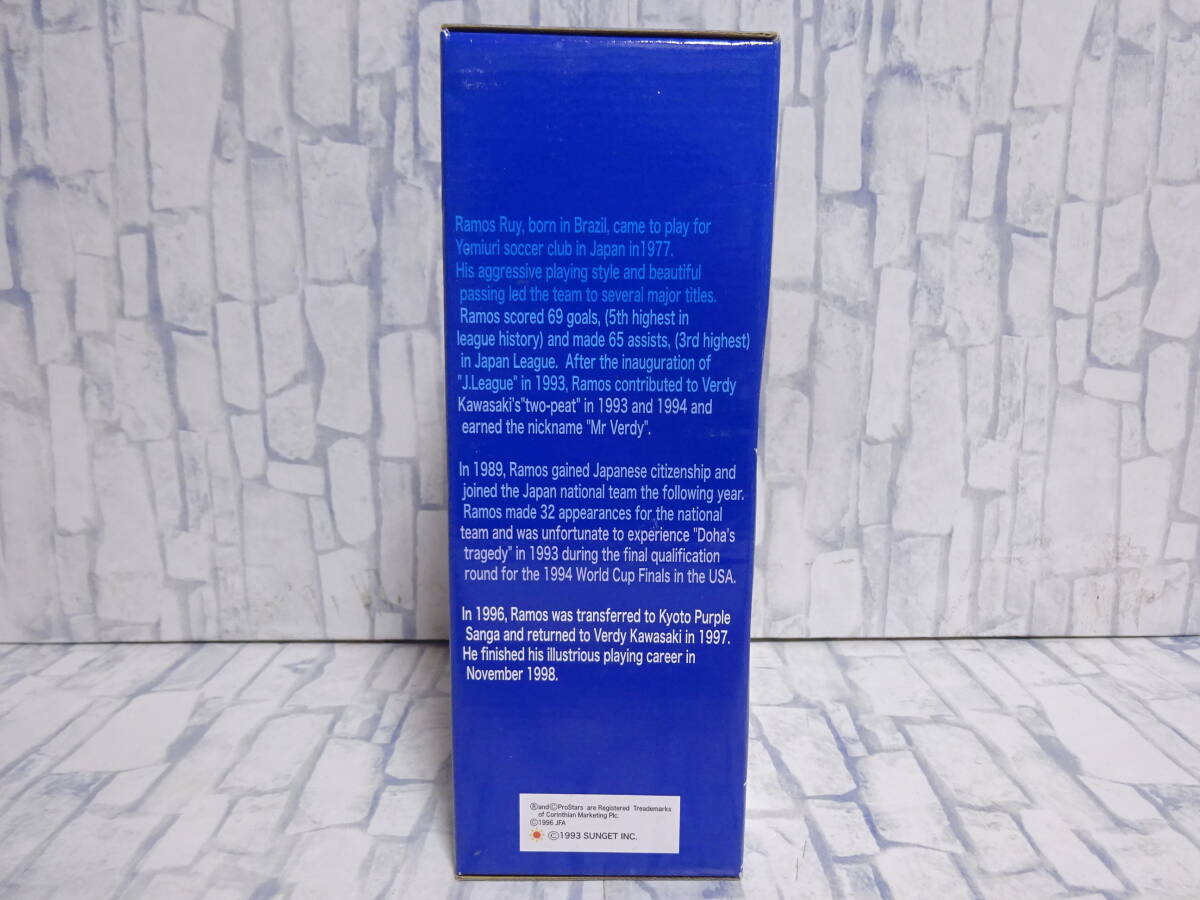 Ramos Ruy, born in Brazil, came to play for
Yomiuri soccer club in Japan in1977.
His aggressive playing style and beautiful
passing led the team to several major titles.
Ramos scored 69 goals, (5th highest in
league history) and made 65 assists, (3rd highest)
in Japan League. After the inauguration of
"J.League" in 1993, Ramos contributed to Verdy
Kawasaki's"two-peat" in 1993 and 1994 and
earned the nickname "Mr Verdy".
In 1989, Ramos gained Japanese citizenship and
joined the Japan national team the following year.
Ramos made 32 appearances for the national
team and was unfortunate to experience "Doha's
tragedy" in 1993 during the final qualification
round for the 1994 World Cup Finals in the USA.
In 1996, Ramos was transferred to Kyoto Purple
Sanga and returned to Verdy Kawasaki in 1997.
He finished his illustrious playing career in
November 1998.
®and©ProStars are Registered Treademarks
of Corinthian Marketing Plc.
©1996 JFA
©1993 SUNGET INC.